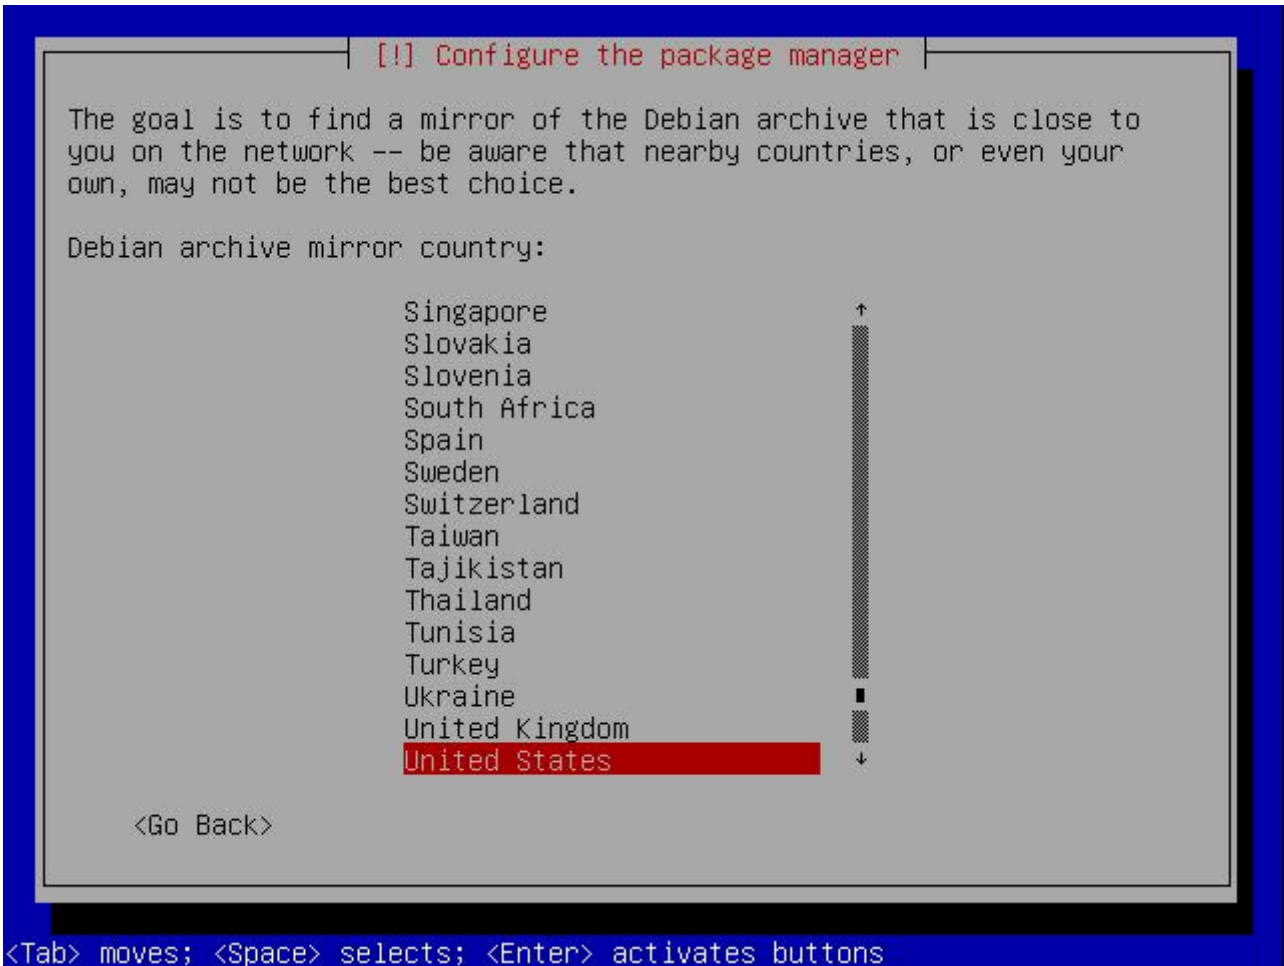 [!] Configure the package manager
The goal is to find a mirror of the Debian archive that is close to
you on the network -- be aware that nearby countries, or even your
own, may not be the best choice.
Debian archive mirror country:
Singapore
Slovakia
Slovenia
South Africa
Spain
Sweden
Switzerland
Taiwan
Tajikistan
Thailand
Tunisia
Turkey
Ukraine
United Kingdom
United States
<Go Back>
<Tab> moves; <Space> selects; <Enter> activates buttons